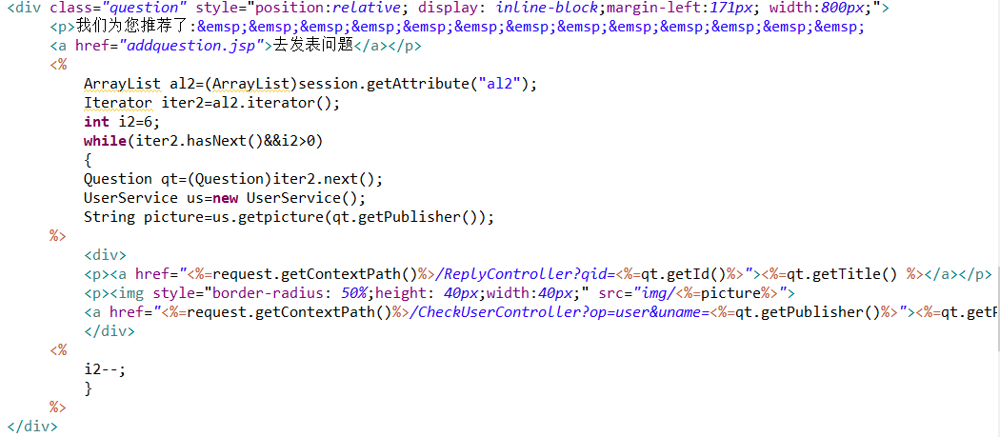 <div class="question" style="position:relative; display: inline-block;margin-left:171px; width:800px;">
<p>我们为您推荐了:&emsp;&emsp;&emsp;&emsp;&emsp;&emsp;&emsp;&emsp;&emsp;&emsp;&emsp;&emsp;&emsp;
<a href="addquestion.jsp">去发表问题</a></p>
<%
ArrayList al2=(ArrayList)session.getAttribute("al2");
Iterator iter2=al2.iterator();
int i2=6;
while(iter2.hasNext()&&i2>0)
{
Question qt=(Question)iter2.next();
UserService us=new UserService();
String picture=us.getpicture(qt.getPublisher());
%>
<div>
<p><a href="<%=request.getContextPath()%>/ReplyController?qid=<%=qt.getId()%>"><%=qt.getTitle() %></a></p>
<p><img style="border-radius: 50%;height: 40px;width:40px;" src="img/<%=picture%>">
<a href="<%=request.getContextPath()%>/CheckUserController?op=user&uname=<%=qt.getPublisher()%>"><%=qt.get
</div>
<%
i2--;
}
%>
</div>